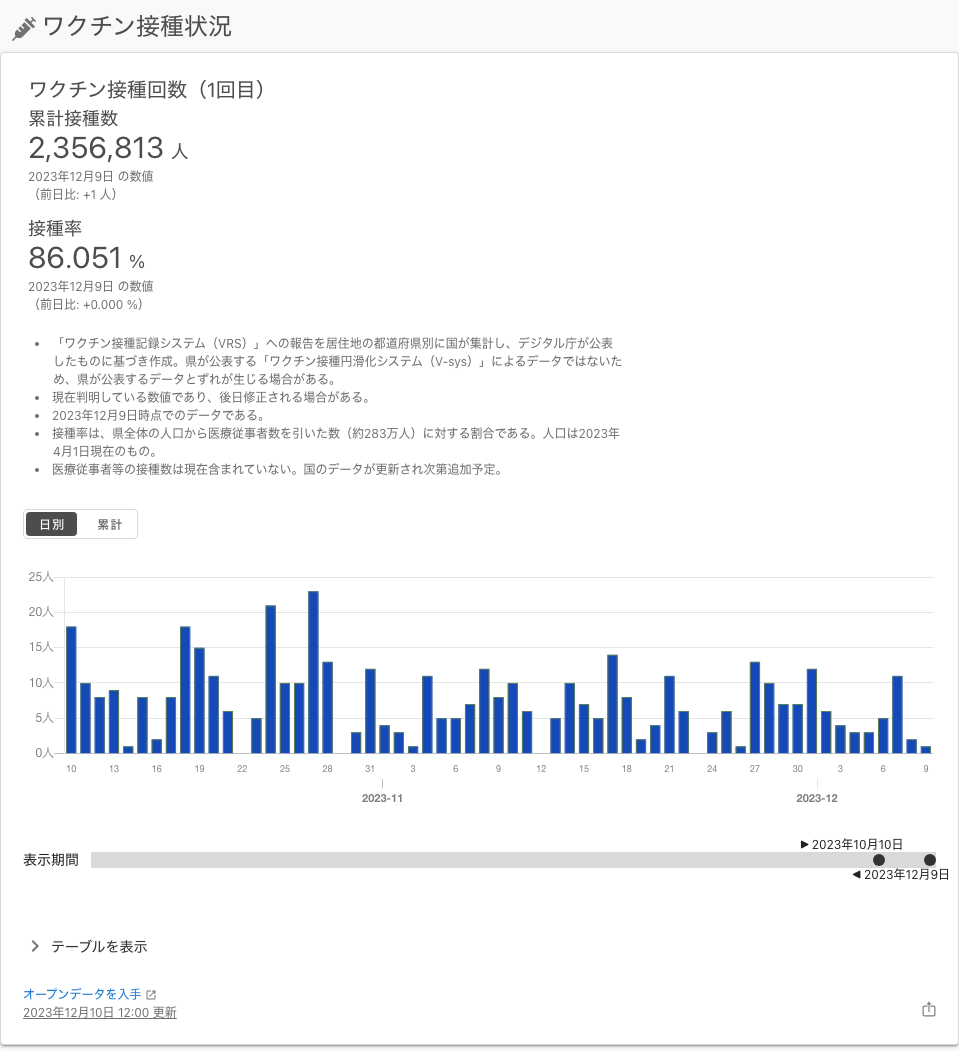 ワクチン接種状況
ワクチン接種回数（1回目）
累計接種数
2,356,813 人
2023年12月9日 の数値
（前日比: +1 人）
接種率
86.051 %
2023年12月9日 の数値
（前日比: +0.000 %）
「ワクチン接種記録システム（VRS）」への報告を居住地の都道府県別に国が集計し、デジタル庁が公表
したものに基づき作成。県が公表する「ワクチン接種円滑化システム（V-sys）」によるデータではないた
め、県が公表するデータとずれが生じる場合がある。
現在判明している数値であり、後日修正される場合がある。
2023年12月9日時点でのデータである。
接種率は、県全体の人口から医療従事者数を引いた数（約283万人）に対する割合である。人口は2023年
4月1日現在のもの。
医療従事者等の接種数は現在含まれていない。国のデータが更新され次第追加予定。
日別 累計
25人
20人
15人
10人
5人
0人
10 13 16 19 22 25 28 31 3 6 9 12 15 18 21 24 27 30 3 6 9
2023-11 2023-12
▶ 2023年10月10日
表示期間
◀ 2023年12月9日
テーブルを表示
オープンデータを入手
2023年12月10日 12:00 更新